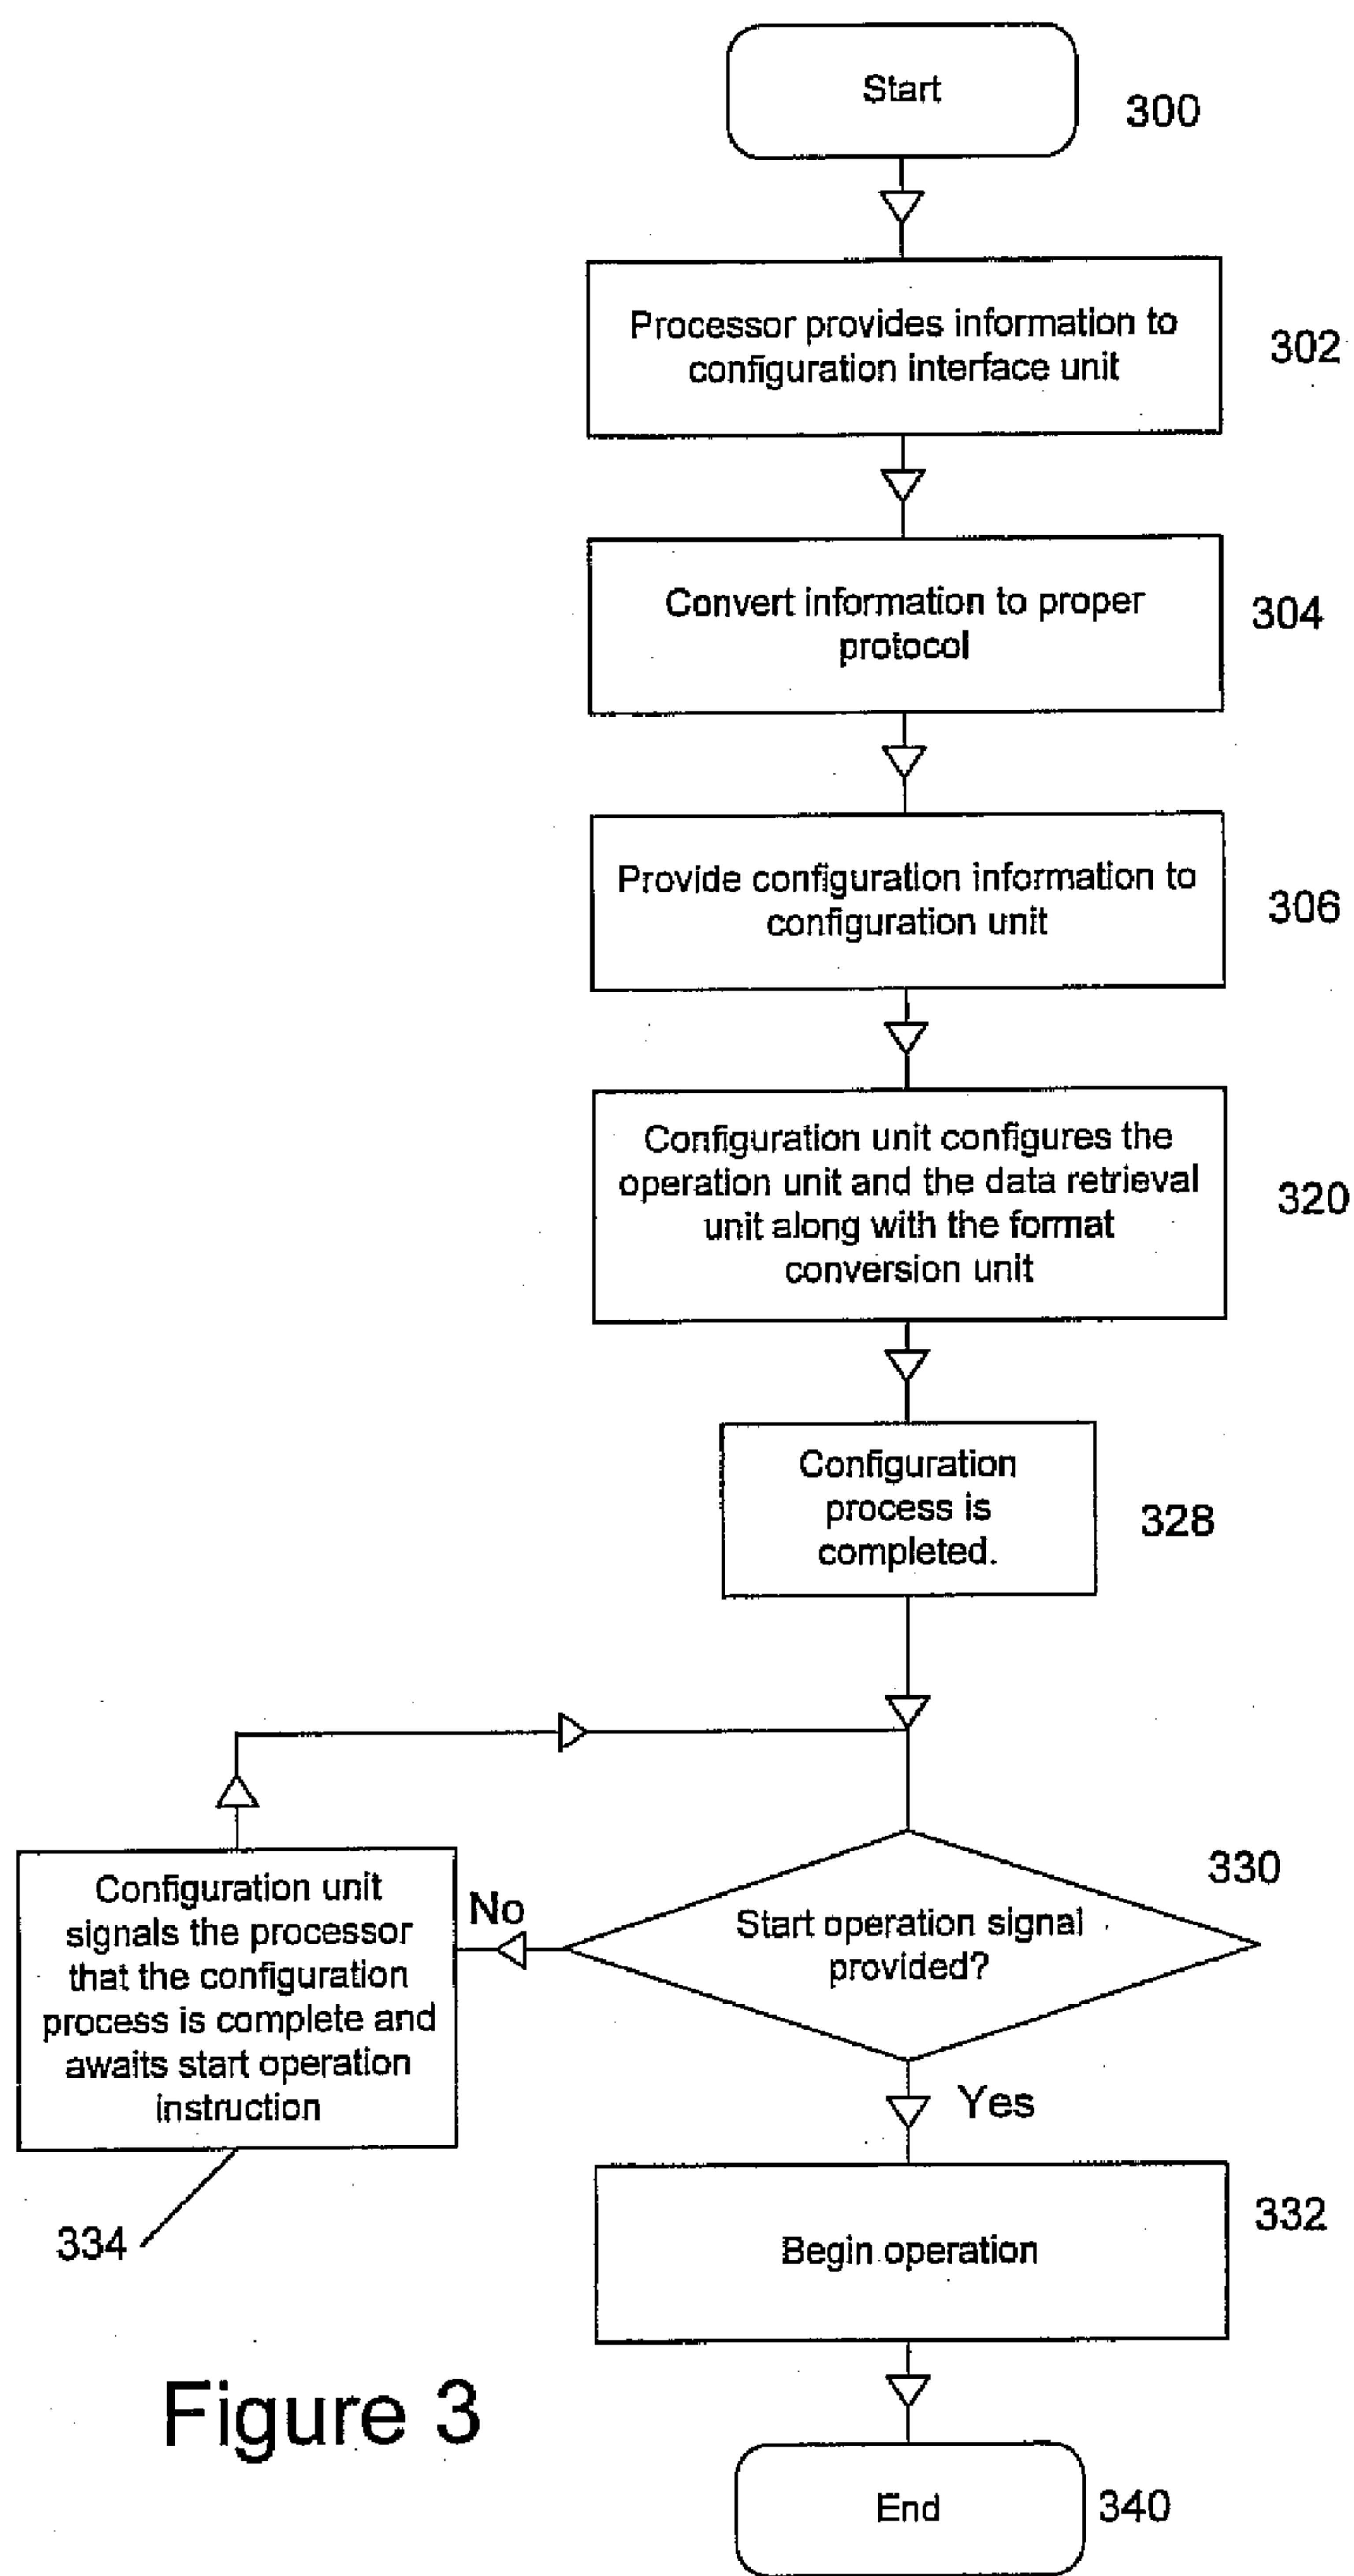 Start
300
Processor provides information to
configuration interface unit
302
Convert information to proper
protocol
304
Provide configuration information to
configuration unit
306
Configuration unit configures the
operation unit and the data retrieval
unit along with the format
conversion unit
320
Configuration
process is
completed.
328
330
Start operation signal
provided?
No
Configuration unit
signals the processor
that the configuration
process is complete and
awaits start operation
instruction
334
Yes
Begin operation
332
End
340
Figure 3